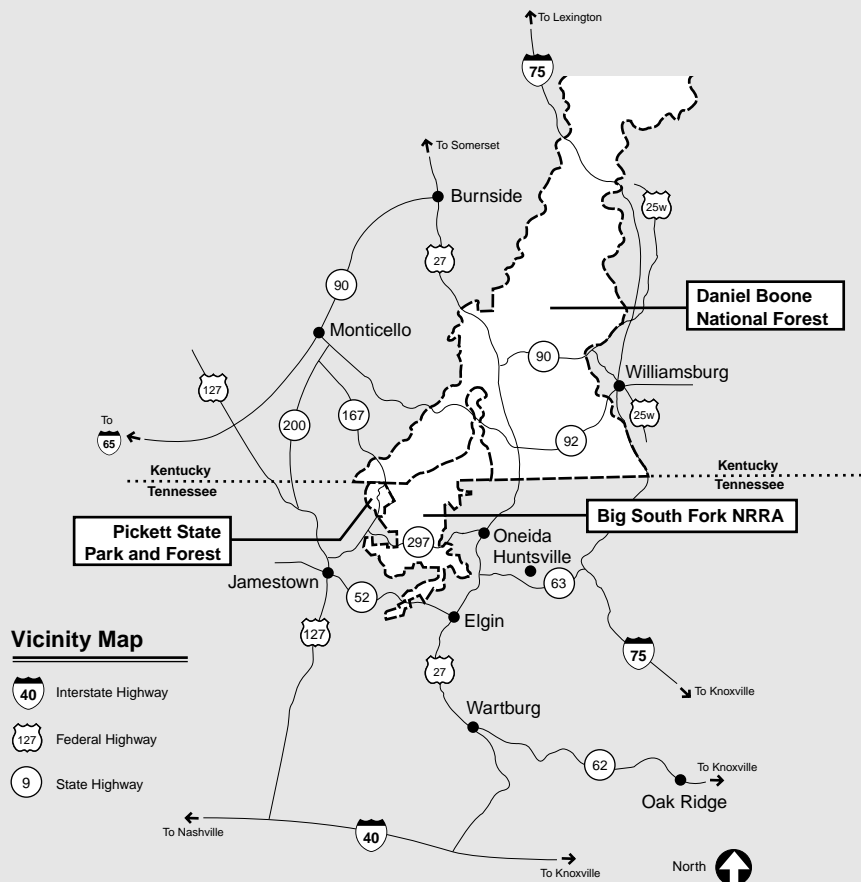 To Lexington
75
To Somerset
Burnside
25w
27
90
Daniel Boone
National Forest
Monticello
90
127
Williamsburg
167
200
25w
To
65
92
Kentucky
Tennessee
Kentucky
Tennessee
Pickett State
Park and Forest
Big South Fork NRRA
297
Oneida
Huntsville
Jamestown
63
52
Elgin
127
Vicinity Map
75
27
40
Interstate Highway
To Knoxville
Wartburg
127
Federal Highway
62
To Knoxville
9
State Highway
Oak Ridge
To Nashville
40
To Knoxville
North